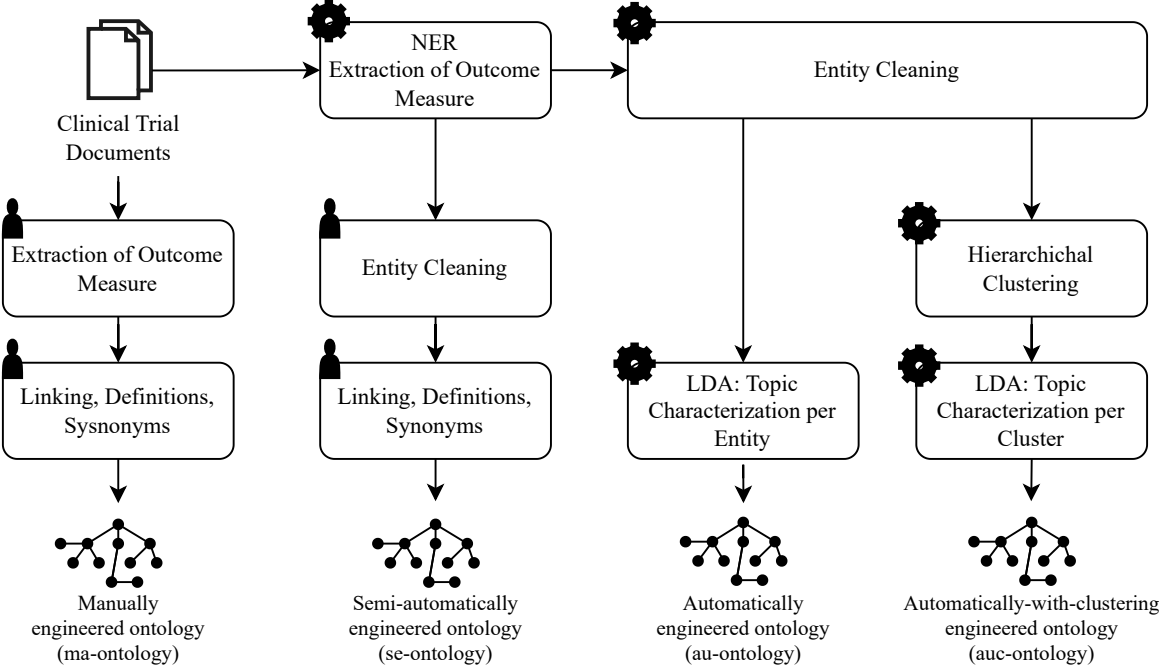 NER
Extraction of Outcome
Measure
Entity Cleaning
Clinical Trial
Documents
Extraction of Outcome
Measure
Entity Cleaning
Hierarchichal
Clustering
Linking, Definitions,
Sysnonyms
Linking, Definitions,
Synonyms
LDA: Topic
Characterization per
Entity
LDA: Topic
Characterization per
Cluster
Manually
engineered ontology
(ma-ontology)
Semi-automatically
engineered ontology
(se-ontology)
Automatically
engineered ontology
(au-ontology)
Automatically-with-clustering
engineered ontology
(auc-ontology)